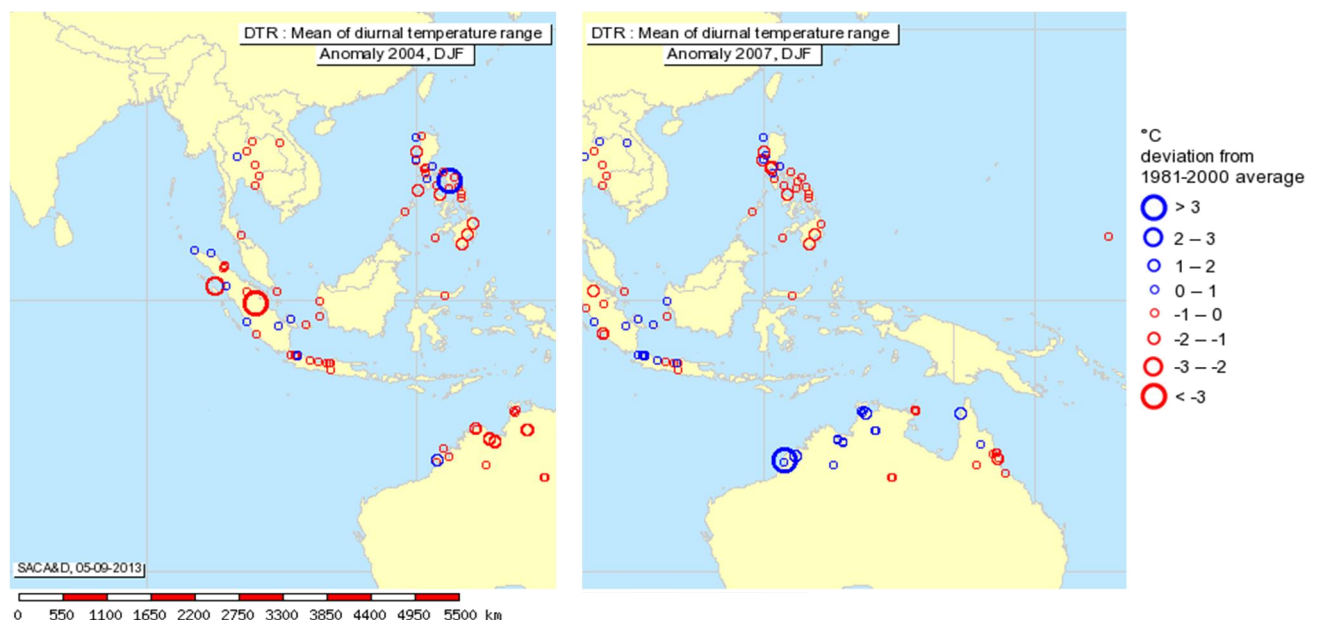 DTR : Mean of diurnal temperature range
Anomaly 2004, DJF
DTR : Mean of diurnal temperature range
Anomaly 2007, DJF
°C
deviation from
1981-2000 average
> 3
2 – 3
1 – 2
0 – 1
-1 – 0
-2 – -1
-3 – -2
< -3
SACA&D, 05-09-2013
0 550 1100 1650 2200 2750 3300 3850 4400 4950 5500 km